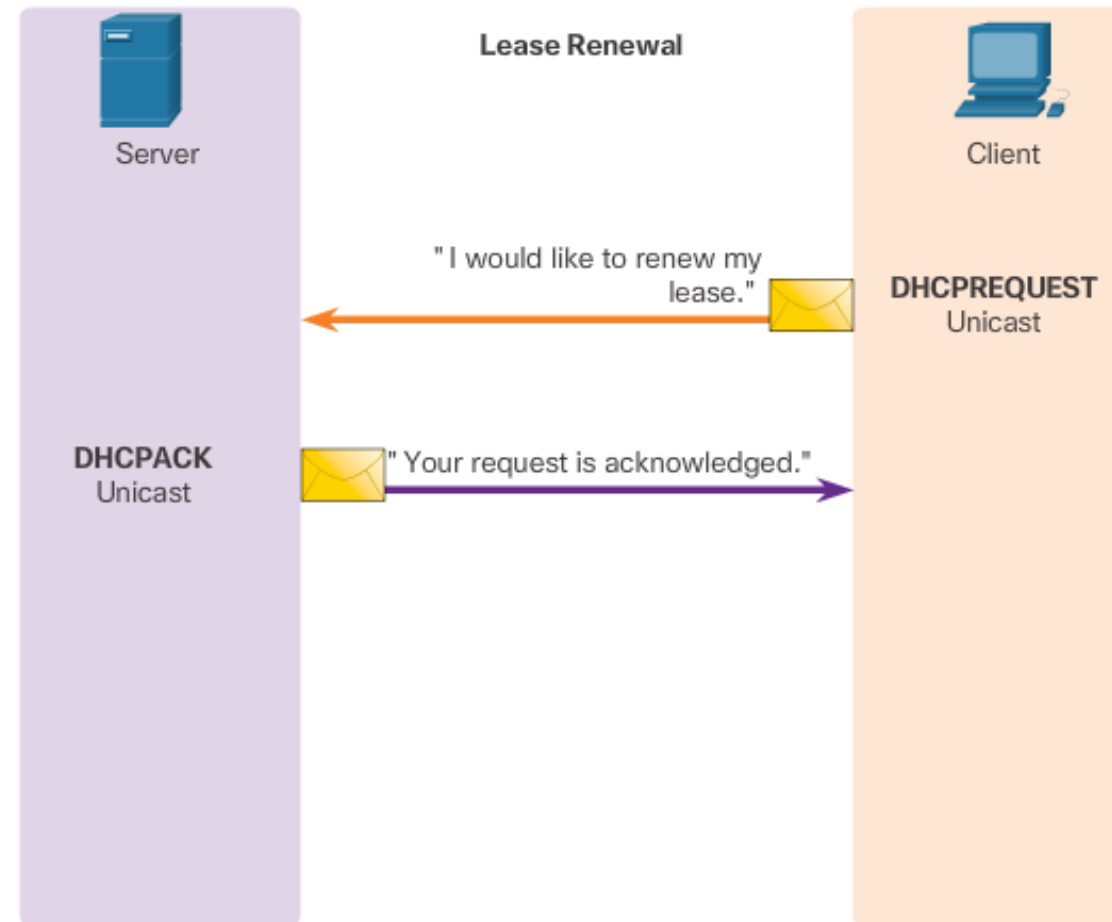 Lease Renewal
Server
Client
" I would like to renew my
lease."
DHCPREQUEST
Unicast
DHCPACK
Unicast
" Your request is acknowledged."